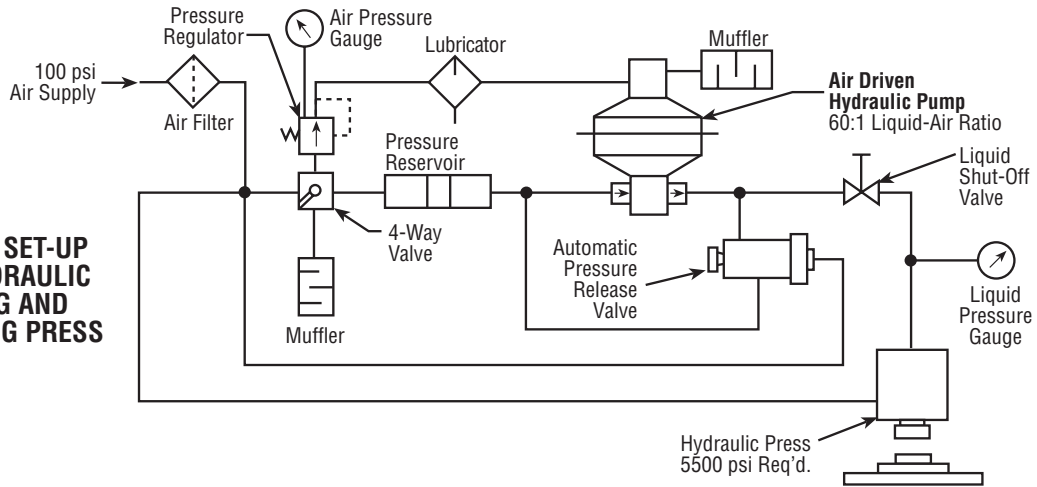 Pressure
Regulator
Air Pressure
Gauge
Lubricator
Muffler
100 psi
Air Supply
Air Filter
Air Driven
Hydraulic Pump
60:1 Liquid-Air Ratio
Pressure
Reservoir
Liquid
Shut-Off
Valve
4-Way
Valve
SET-UP
G AND
G PRESS
Automatic
Pressure
Release
Valve
Muffler
Liquid
Pressure
Gauge
Hydraulic Press
5500 psi Req'd.